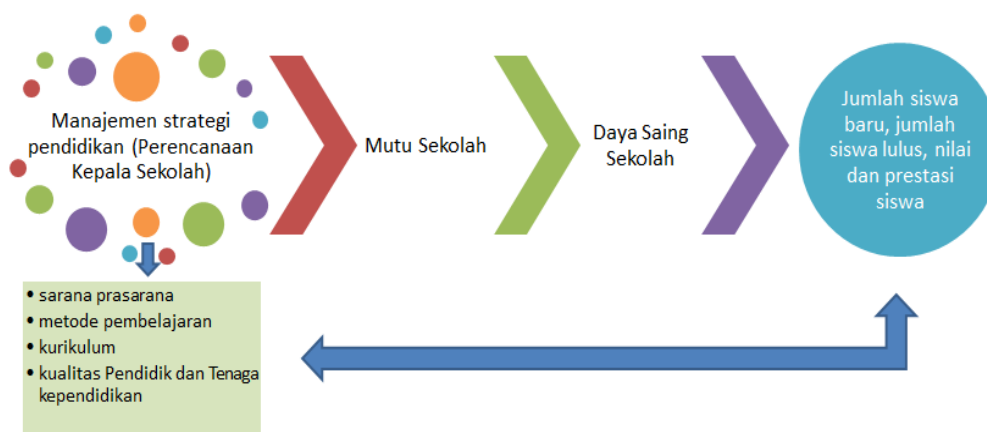 Manajemen strategi
pendidikan (Perencanaan
Kepala Sekolah)
Mutu Sekolah
Daya Saing
Sekolah
Jumlah siswa
baru, jumlah
siswa lulus, nilai
dan prestasi
siswa
• sarana prasarana
• metode pembelajaran
• kurikulum
• kualitas Pendidik dan Tenaga
kependidikan